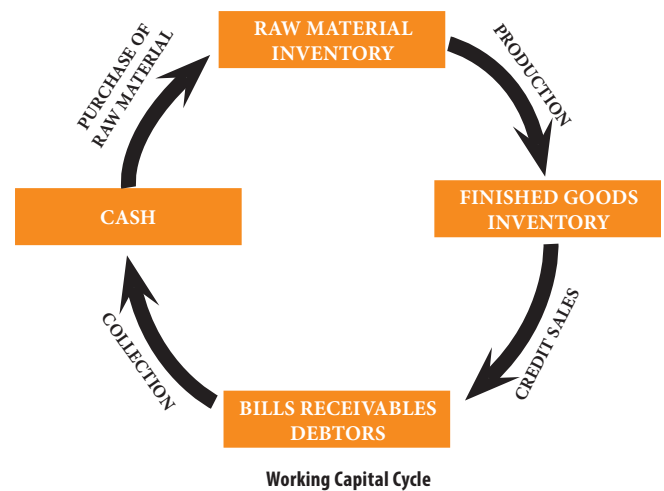 RAW MATERIAL
INVENTORY
PURCHASE OF
RAW MATERIAL
PRODUCTION
CASH
FINISHED GOODS
INVENTORY
COLLECTION
CREDIT SALES
BILLS RECEIVABLES
DEBTORS
Working Capital Cycle